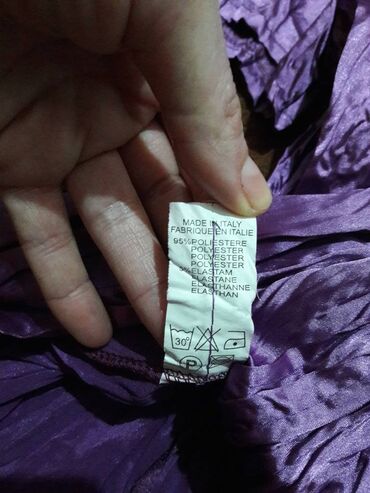 MADE IN ITALY
FABRIQUE EN ITALIE
95%POLIESTERE
POLYESTER
POLYESTER
POLYESTER
5%ELASTAM
ELASTANE
ELASTHANNE
ELASTHAN
30°
P